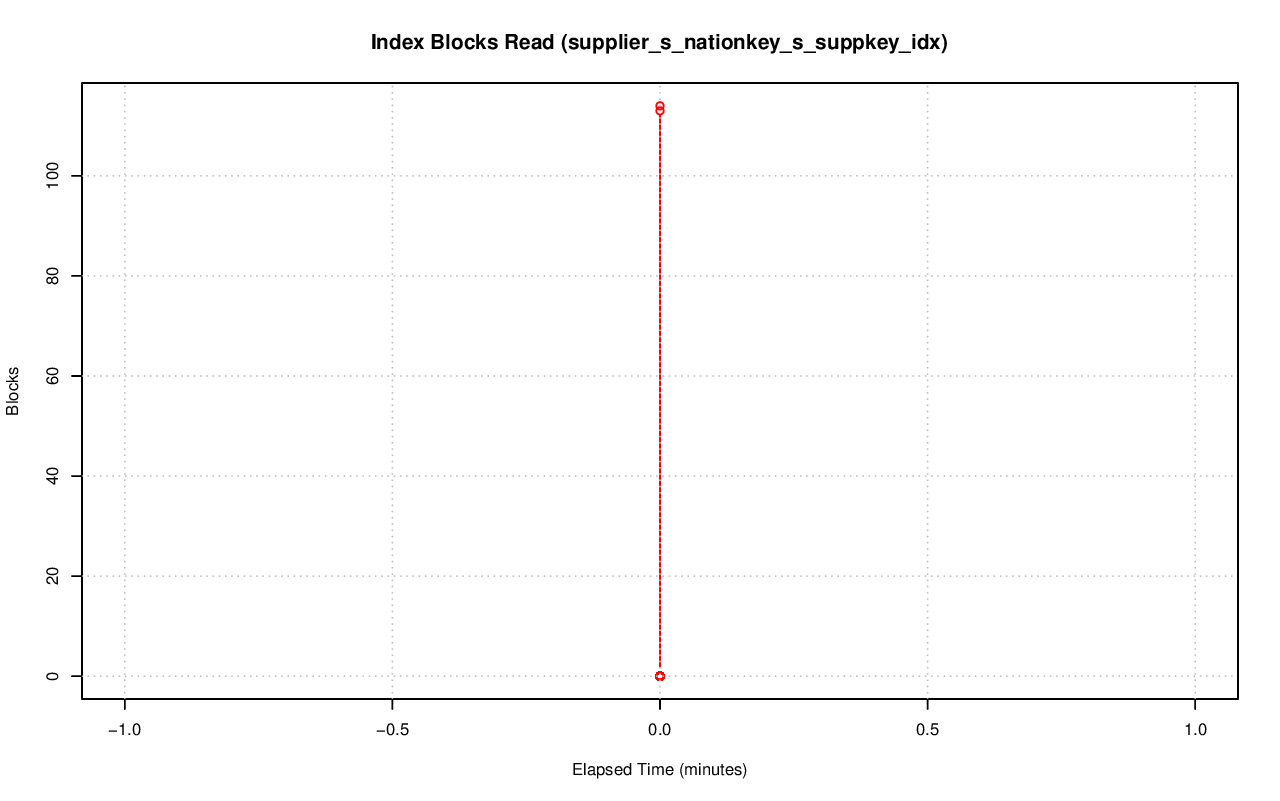 Index Blocks Read (supplier_s_nationkey_s_suppkey_idx)
Blocks
100
80
60
40
20
0
−1.0 −0.5 0.0 0.5 1.0
Elapsed Time (minutes)